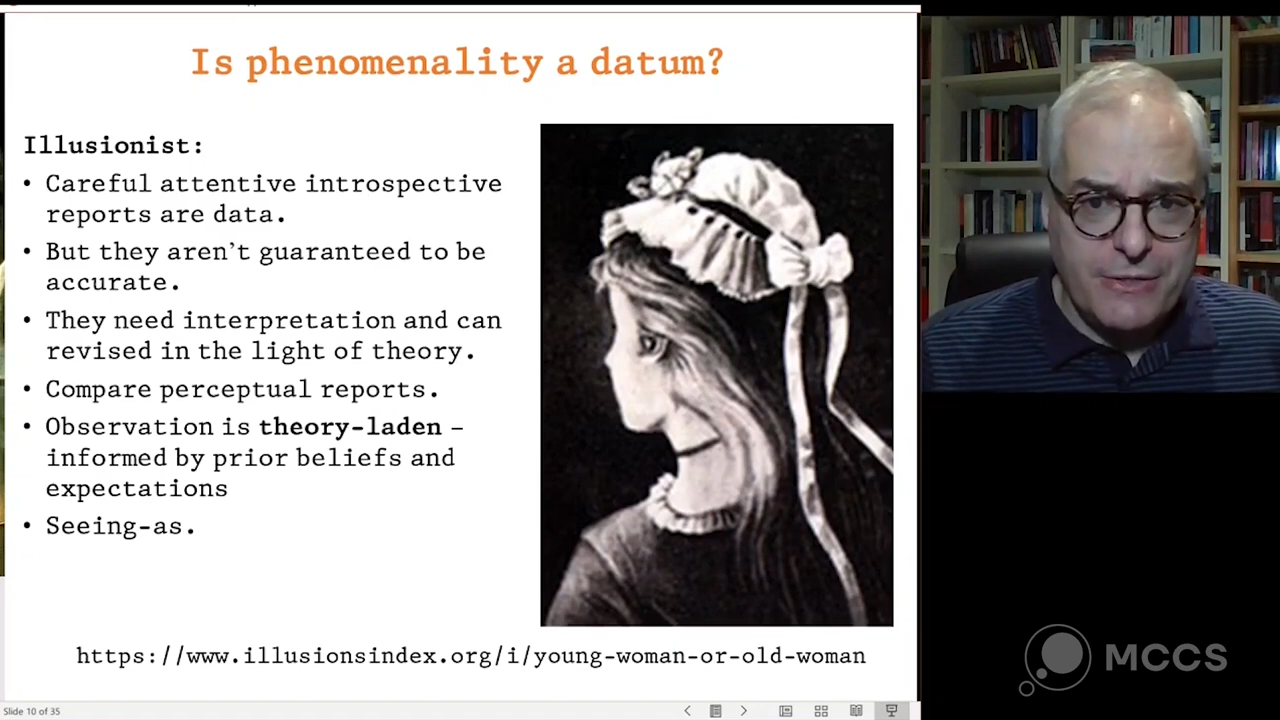 Is phenomenality a datum?
Illusionist:
• Careful attentive introspective
reports are data.
• But they aren't guaranteed to be
accurate.
• They need interpretation and can
revised in the light of theory.
• Compare perceptual reports.
• Observation is theory-laden –
informed by prior beliefs and
expectations
• Seeing-as.
https://www.illusionsindex.org/i/young-woman-or-old-woman
Slide 10 of 35
MCCS